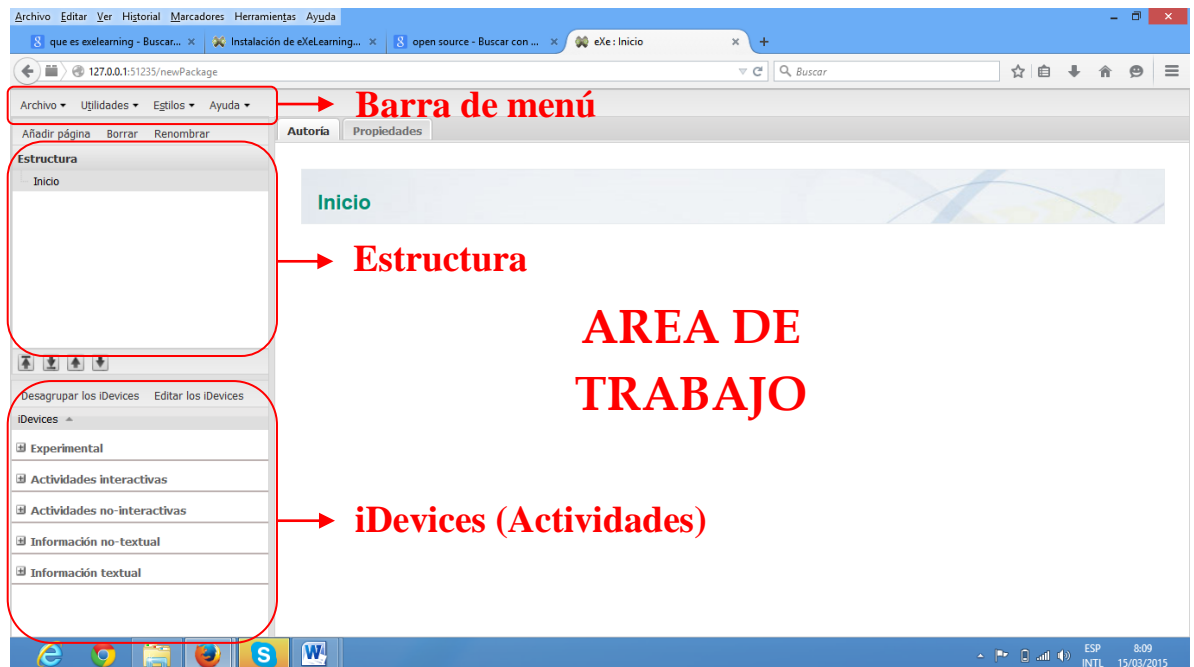 Archivo Editar Ver Historial Marcadores Herramientas Ayuda
que es exelearning - Buscar... × Instalación de eXeLearning... × open source - Buscar con ... × eXe : Inicio × +
127.0.0.1:51235/newPackage Buscar
Archivo Utilidades Estilos Ayuda
Barra de menú
Añadir página Borrar Renombrar
Autoría Propiedades
Estructura
Inicio
Inicio
Estructura
AREA DE
TRABAJO
Desagrupar los iDevices Editar los iDevices
iDevices
Experimental
Actividades interactivas
Actividades no-interactivas
iDevices (Actividades)
Información no-textual
Información textual
ESP 8:09
INTL 15/03/2015